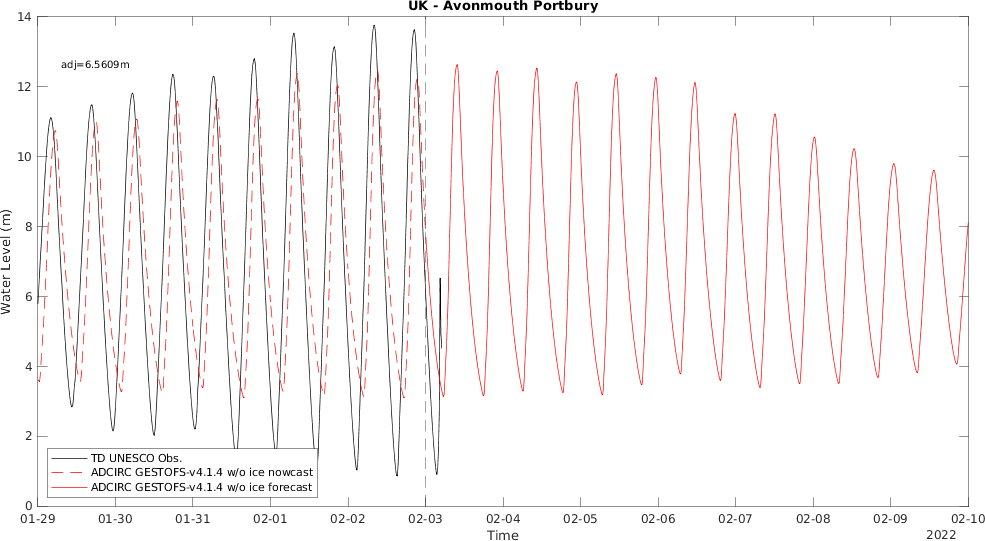 UK - Avonmouth Portbury
adj=6.5609m
Water Level (m)
14
12
10
8
6
4
2
0
TD UNESCO Obs.
ADCIRC GESTOFS-v4.1.4 w/o ice nowcast
ADCIRC GESTOFS-v4.1.4 w/o ice forecast
01-29 01-30 01-31 02-01 02-02 02-03 02-04 02-05 02-06 02-07 02-08 02-09 02-10
Time
2022